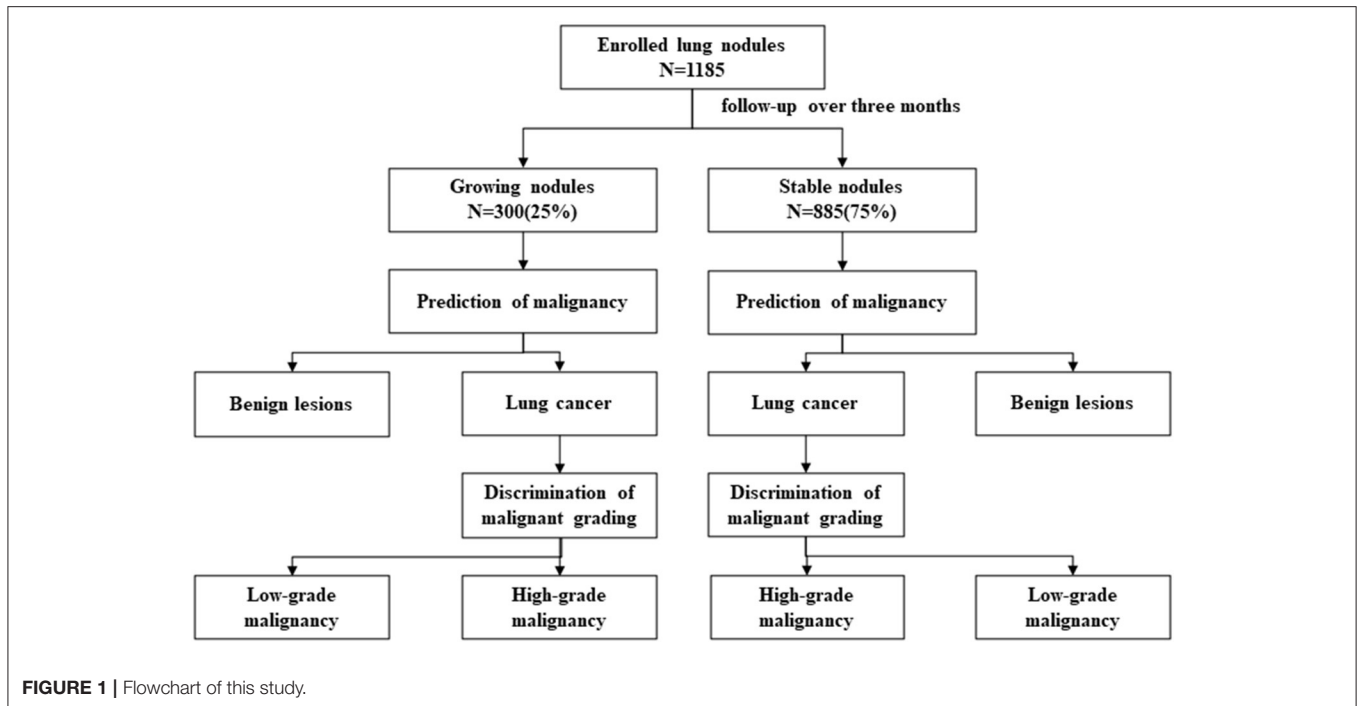 Enrolled lung nodules
N=1185
follow-up over three months
Growing nodules
N=300(25%)
Stable nodules
N=885(75%)
Prediction of malignancy
Prediction of malignancy
Benign lesions
Lung cancer
Lung cancer
Benign lesions
Discrimination of
malignant grading
Discrimination of
malignant grading
Low-grade
malignancy
High-grade
malignancy
High-grade
malignancy
Low-grade
malignancy
FIGURE 1 | Flowchart of this study.